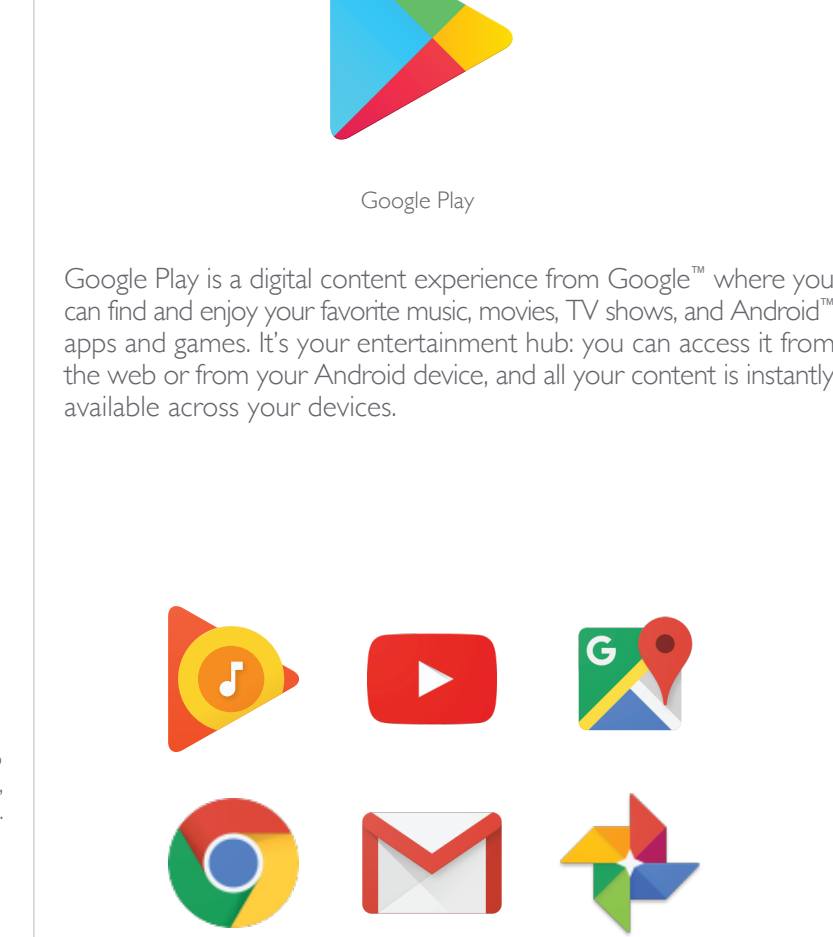 Google Play
Google Play is a digital content experience from Google™ where you
can find and enjoy your favorite music, movies, TV shows, and Android™
apps and games. It’s your entertainment hub: you can access it from
the web or from your Android device, and all your content is instantly
available across your devices.
G